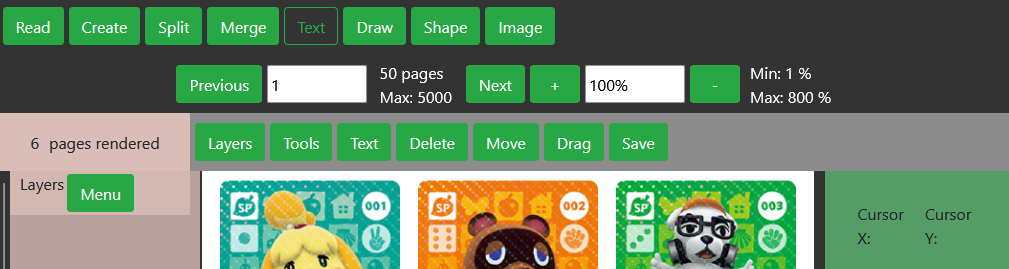 Read Create Split Merge Text Draw Shape Image
Previous 1 50 pages Next + 100% - Min: 1 %
Max: 5000 Max: 800 %
6 pages rendered Layers Tools Text Delete Move Drag Save
Layers Menu
SP 001 SP 002 SP 003
Cursor Cursor
X: Y: